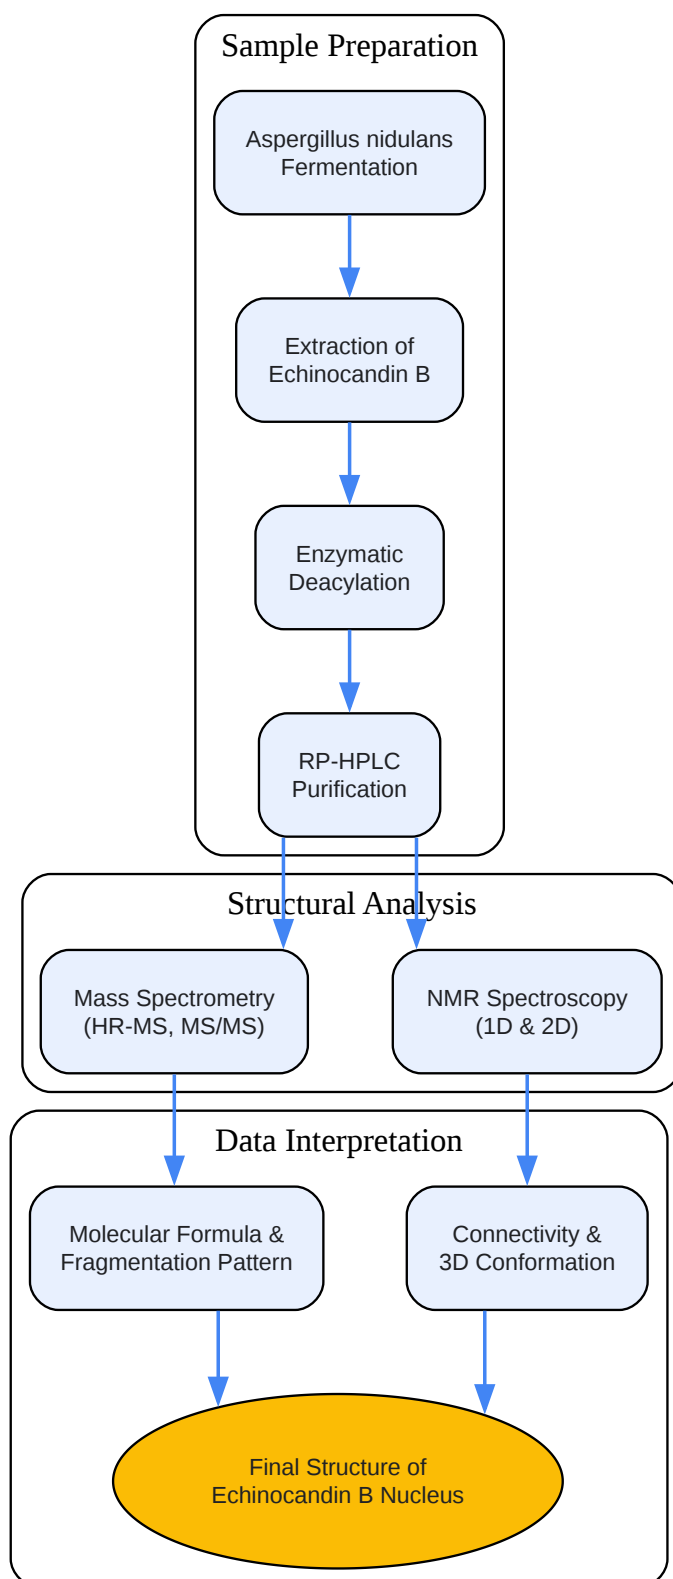 Sample Preparation
Aspergillus nidulans
Fermentation
Extraction of
Echinocandin B
Enzymatic
Deacylation
RP-HPLC
Purification
Structural Analysis
Mass Spectrometry
(HR-MS, MS/MS)
NMR Spectroscopy
(1D & 2D)
Data Interpretation
Molecular Formula &
Fragmentation Pattern
Connectivity &
3D Conformation
Final Structure of
Echinocandin B Nucleus